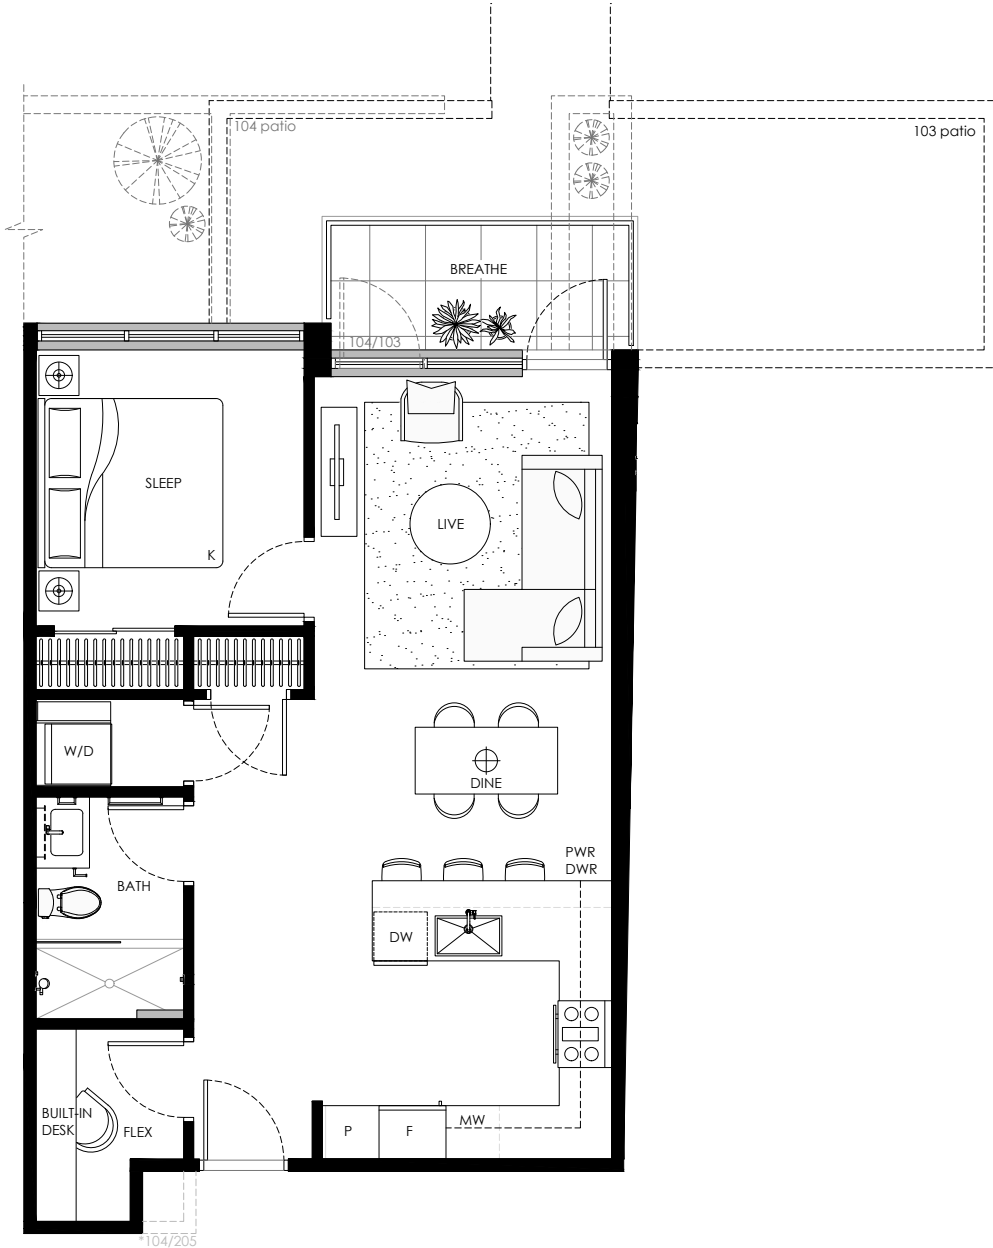 104 patio
103 patio
BREATHE
104/103
SLEEP
K
LIVE
W/D
DINE
PWR
DWR
BATH
DW
BUILT-IN
DESK
FLEX
P
F
MW
*104/205